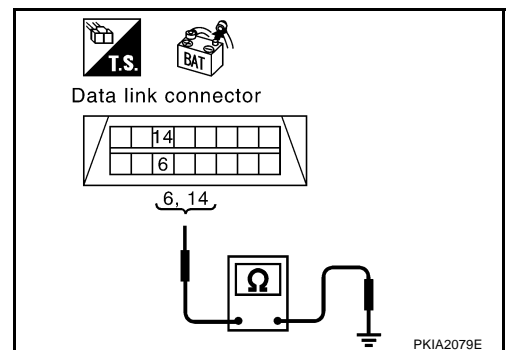 T.S.
BAT
Data link connector
14
6
6, 14
Ω
PKIA2079E